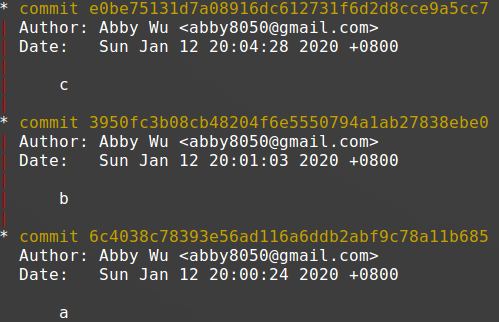 * commit e0be75131d7a08916dc612731f6d2d8cce9a5cc7
| Author: Abby Wu <abby8050@gmail.com>
| Date:   Sun Jan 12 20:04:28 2020 +0800
|
|     c
|
* commit 3950fc3b08cb48204f6e5550794a1ab27838ebe0
| Author: Abby Wu <abby8050@gmail.com>
| Date:   Sun Jan 12 20:01:03 2020 +0800
|
|     b
|
* commit 6c4038c78393e56ad116a6ddb2abf9c78a11b685
  Author: Abby Wu <abby8050@gmail.com>
  Date:   Sun Jan 12 20:00:24 2020 +0800

      a